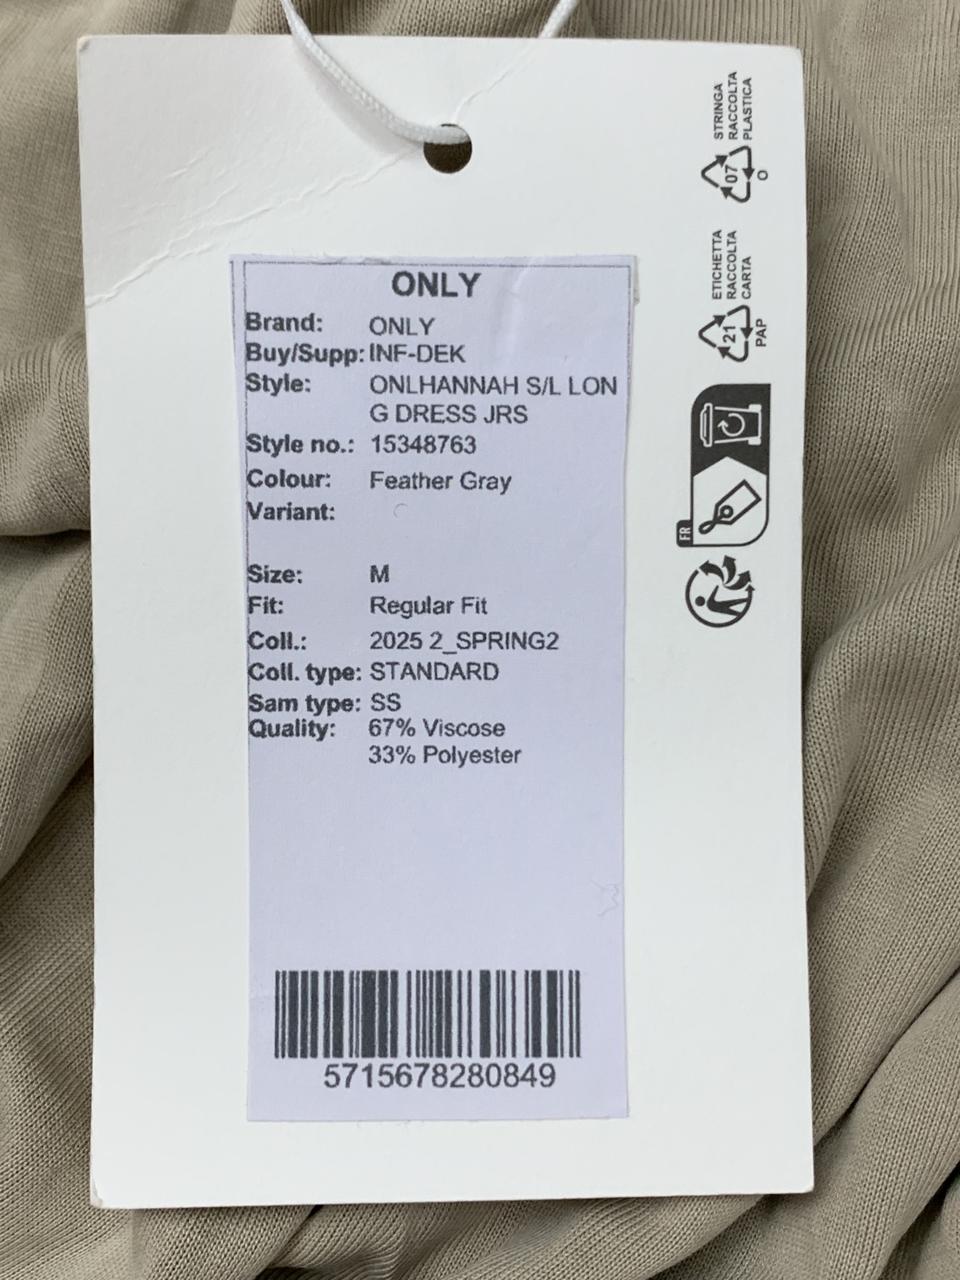 ONLY
Brand: ONLY
Buy/Supp: INF-DEK
Style: ONLHANNAH S/L LON
G DRESS JRS
Style no.: 15348763
Colour: Feather Gray
Variant:
Size: M
Fit: Regular Fit
Coll.: 2025 2_SPRING2
Coll. type: STANDARD
Sam type: SS
Quality: 67% Viscose
33% Polyester
5715678280849
STRINGA
RACCOLTA
PLASTICA
07
O
ETICHETTA
RACCOLTA
CARTA
21
PAP
FR